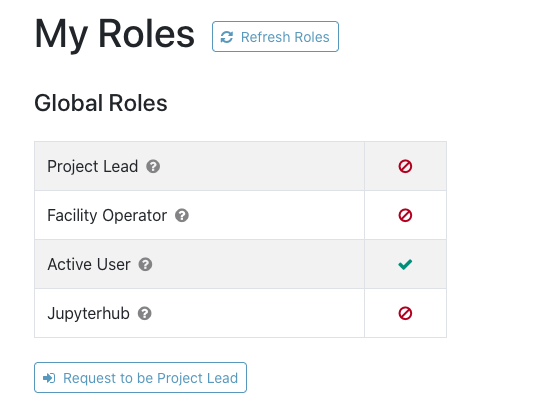 My Roles
Refresh Roles
Global Roles
Project Lead ?
Facility Operator ?
Active User ?
Jupyterhub ?
Request to be Project Lead